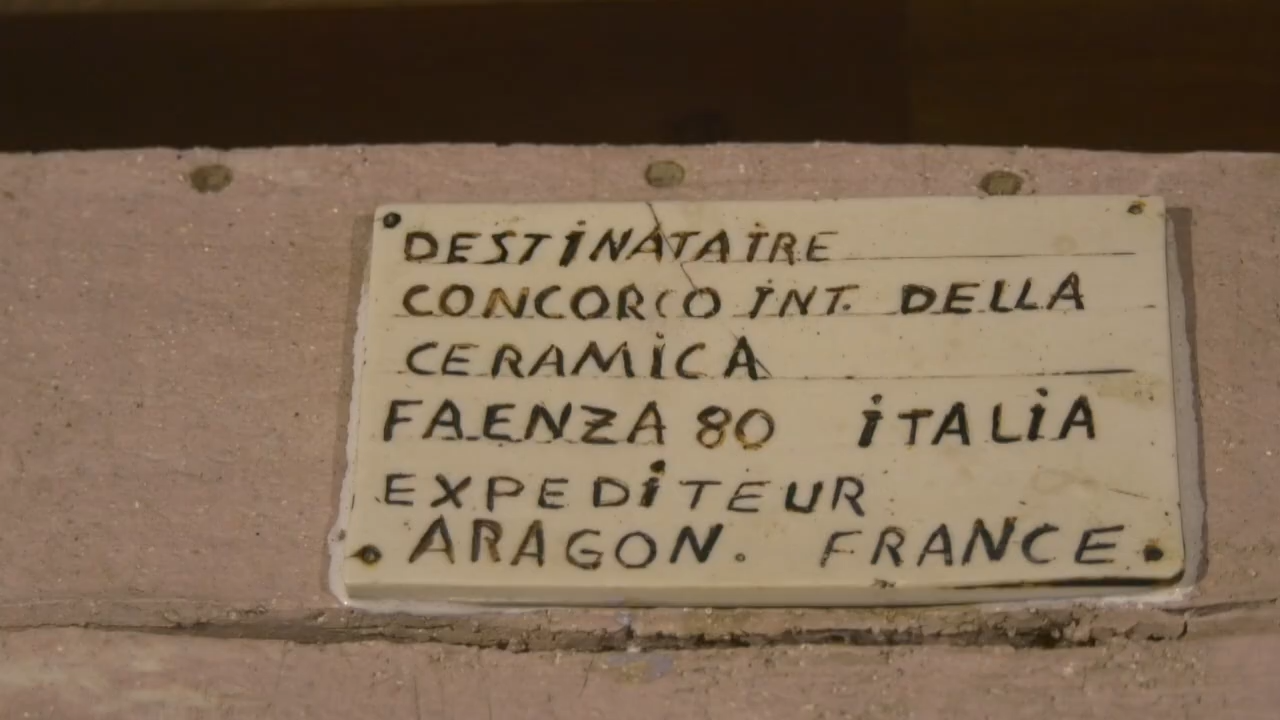 DESTiNATAiRE
CONCORCO iNT. DELLA
CERAMiCA
FAENZA 80 iTALiA
EXPEDiTEUR
ARAGON. FRANCE